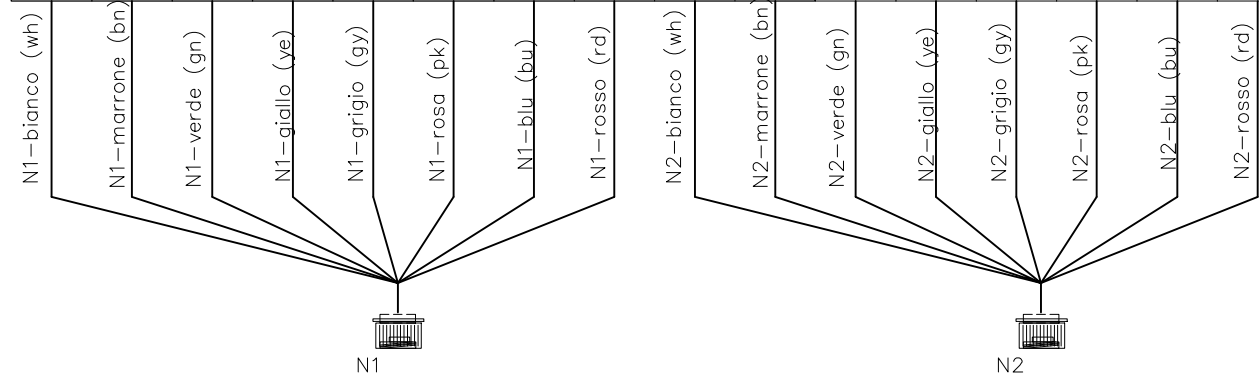 N1-bianco (wh)
N1-marrone (bn)
N1-verde (gn)
N1-giallo (ye)
N1-grigio (gy)
N1-rosa (pk)
N1-blu (bu)
N1-rosso (rd)
N2-bianco (wh)
N2-marrone (bn)
N2-verde (gn)
N2-giallo (ye)
N2-grigio (gy)
N2-rosa (pk)
N2-blu (bu)
N2-rosso (rd)
N1
N2